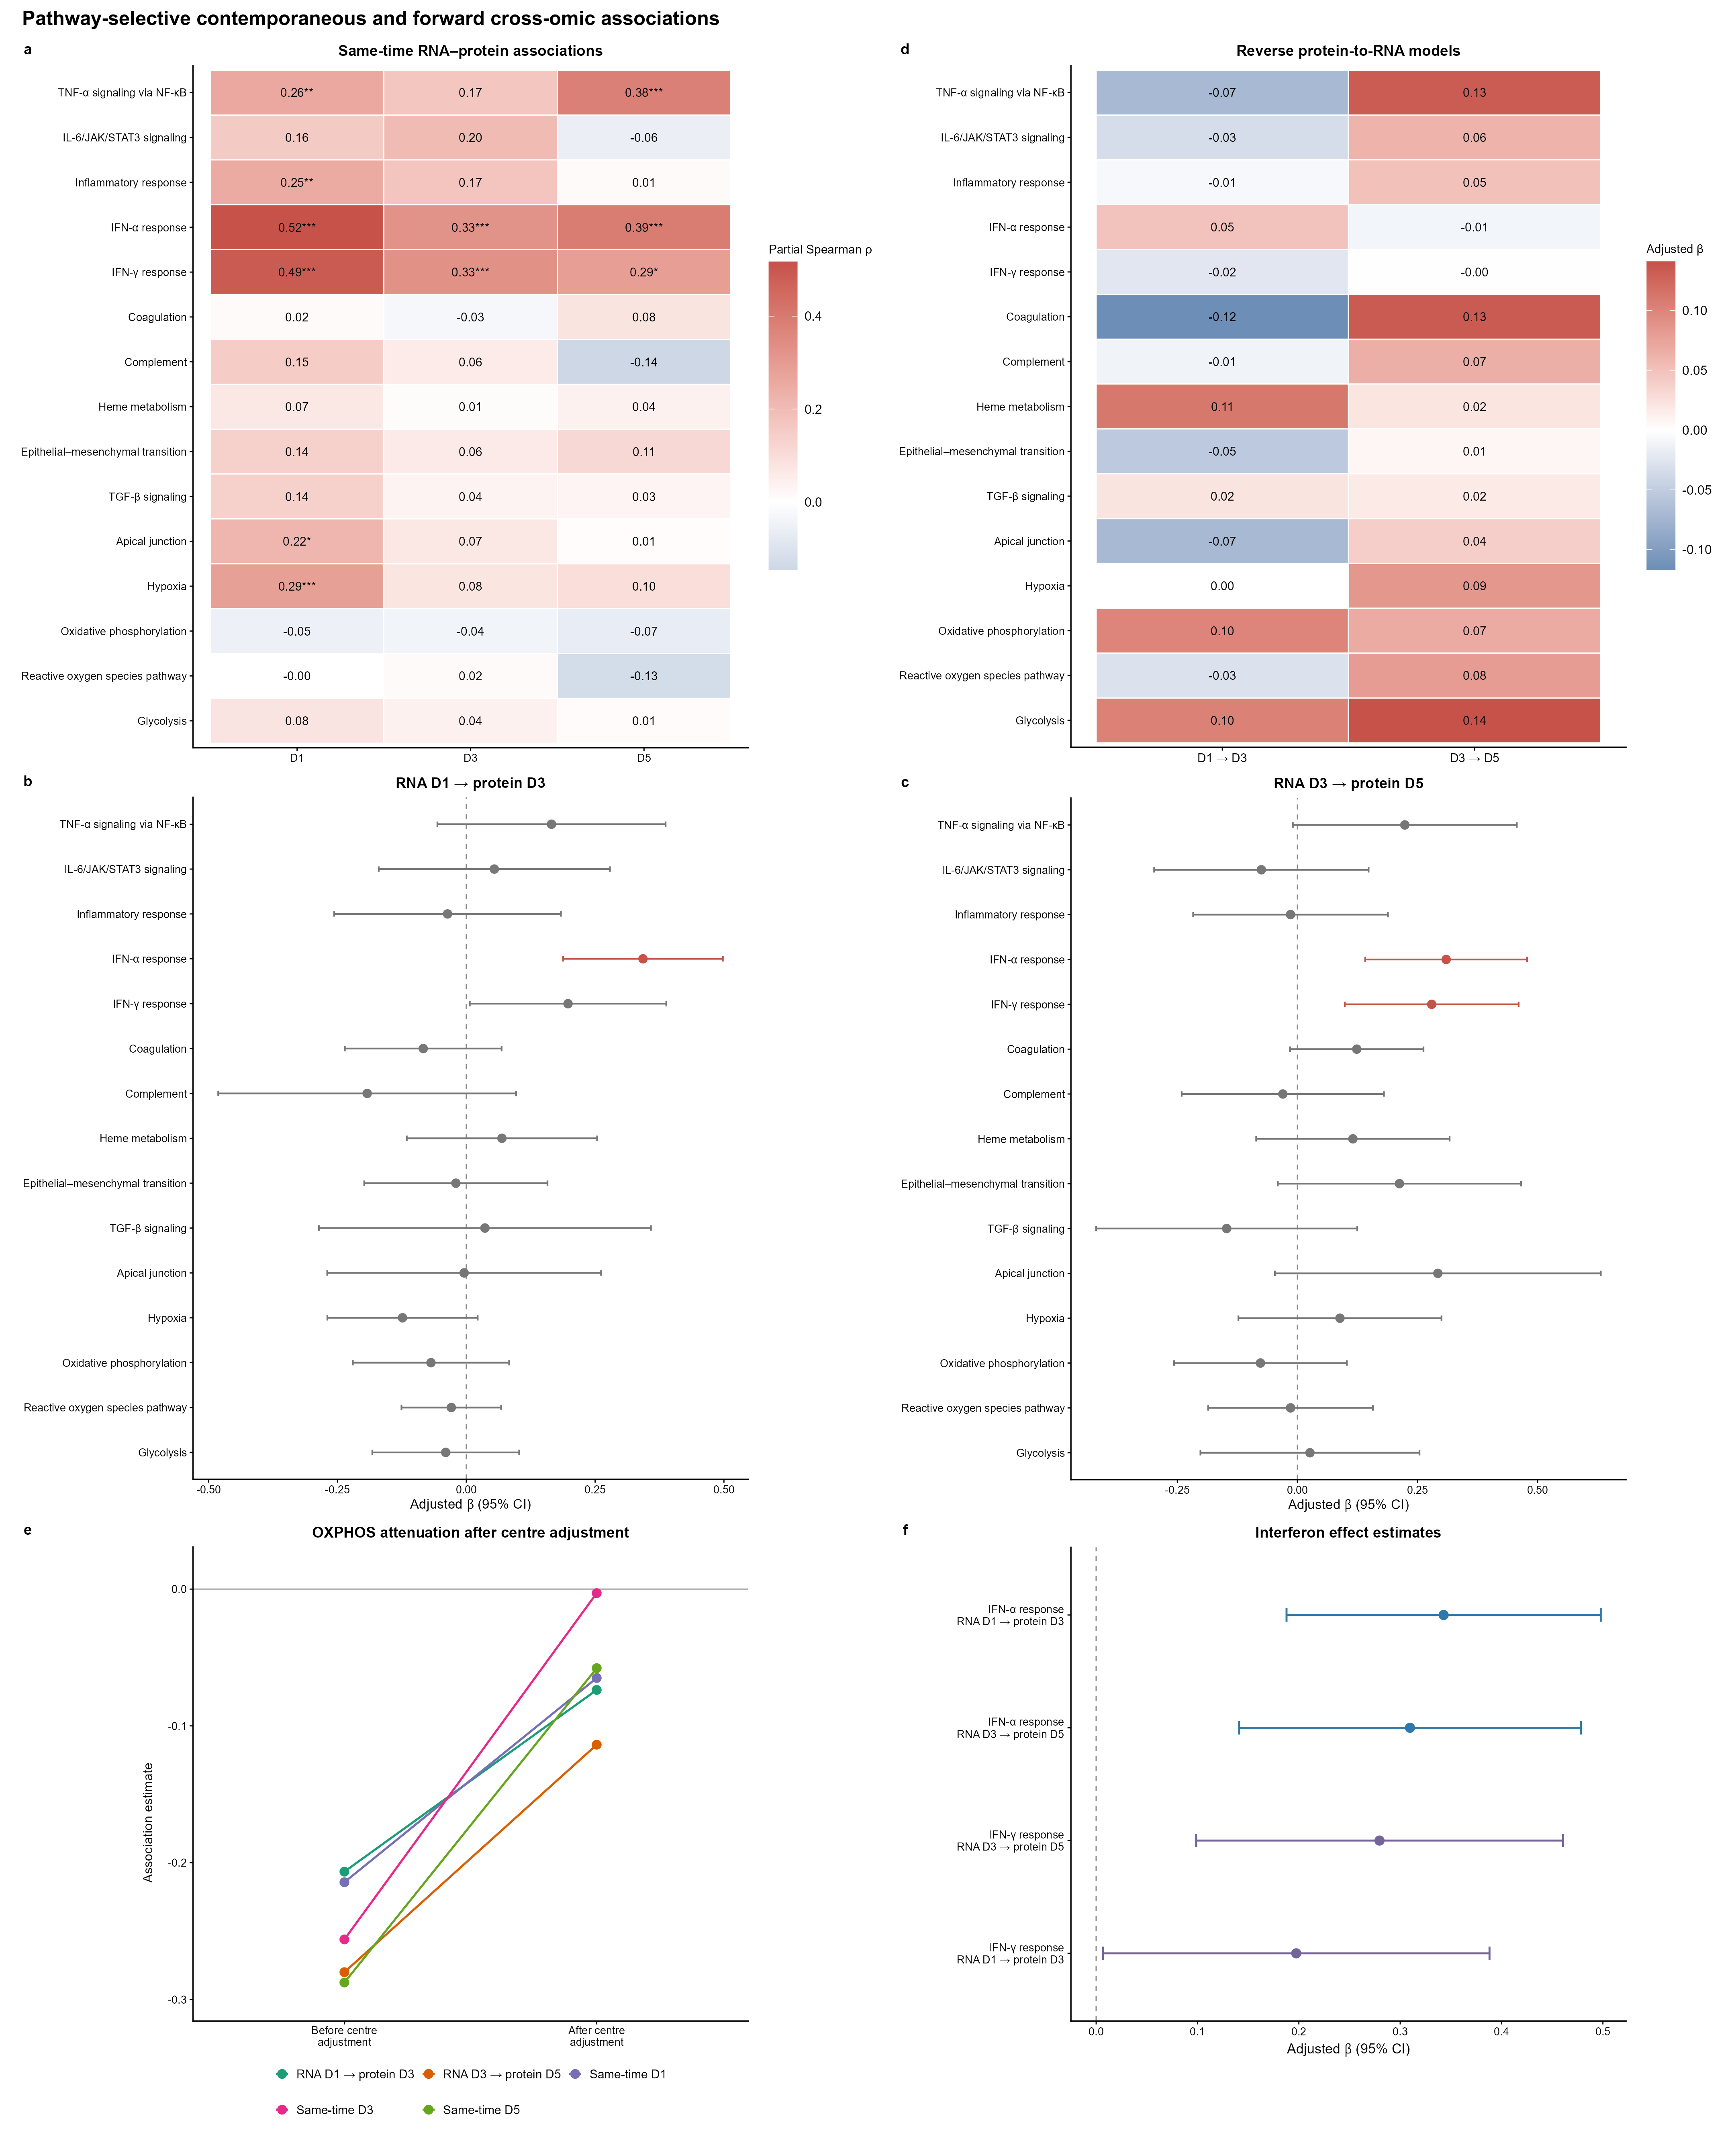 Pathway-selective contemporaneous and forward cross-omic associations
a
Same-time RNA–protein associations
TNF-α signaling via NF-κB 0.26** 0.17 0.38***
IL-6/JAK/STAT3 signaling 0.16 0.20 -0.06
Inflammatory response 0.25** 0.17 0.01
IFN-α response 0.52*** 0.33*** 0.39***
IFN-γ response 0.49*** 0.33*** 0.29*
Coagulation 0.02 -0.03 0.08
Complement 0.15 0.06 -0.14
Heme metabolism 0.07 0.01 0.04
Epithelial–mesenchymal transition 0.14 0.06 0.11
TGF-β signaling 0.14 0.04 0.03
Apical junction 0.22* 0.07 0.01
Hypoxia 0.29*** 0.08 0.10
Oxidative phosphorylation -0.05 -0.04 -0.07
Reactive oxygen species pathway -0.00 0.02 -0.13
Glycolysis 0.08 0.04 0.01
D1 D3 D5
Partial Spearman ρ
0.4
0.2
0.0
d
Reverse protein-to-RNA models
TNF-α signaling via NF-κB -0.07 0.13
IL-6/JAK/STAT3 signaling -0.03 0.06
Inflammatory response -0.01 0.05
IFN-α response 0.05 -0.01
IFN-γ response -0.02 -0.00
Coagulation -0.12 0.13
Complement -0.01 0.07
Heme metabolism 0.11 0.02
Epithelial–mesenchymal transition -0.05 0.01
TGF-β signaling 0.02 0.02
Apical junction -0.07 0.04
Hypoxia 0.00 0.09
Oxidative phosphorylation 0.10 0.07
Reactive oxygen species pathway -0.03 0.08
Glycolysis 0.10 0.14
D1 → D3 D3 → D5
Adjusted β
0.10
0.05
0.00
-0.05
-0.10
b
RNA D1 → protein D3
TNF-α signaling via NF-κB
IL-6/JAK/STAT3 signaling
Inflammatory response
IFN-α response
IFN-γ response
Coagulation
Complement
Heme metabolism
Epithelial–mesenchymal transition
TGF-β signaling
Apical junction
Hypoxia
Oxidative phosphorylation
Reactive oxygen species pathway
Glycolysis
-0.50 -0.25 0.00 0.25 0.50
Adjusted β (95% CI)
c
RNA D3 → protein D5
TNF-α signaling via NF-κB
IL-6/JAK/STAT3 signaling
Inflammatory response
IFN-α response
IFN-γ response
Coagulation
Complement
Heme metabolism
Epithelial–mesenchymal transition
TGF-β signaling
Apical junction
Hypoxia
Oxidative phosphorylation
Reactive oxygen species pathway
Glycolysis
-0.25 0.00 0.25 0.50
Adjusted β (95% CI)
e
OXPHOS attenuation after centre adjustment
Association estimate
0.0
-0.1
-0.2
-0.3
Before centre
adjustment
After centre
adjustment
RNA D1 → protein D3 RNA D3 → protein D5 Same-time D1
Same-time D3 Same-time D5
f
Interferon effect estimates
IFN-α response
RNA D1 → protein D3
IFN-α response
RNA D3 → protein D5
IFN-γ response
RNA D3 → protein D5
IFN-γ response
RNA D1 → protein D3
0.0 0.1 0.2 0.3 0.4 0.5
Adjusted β (95% CI)